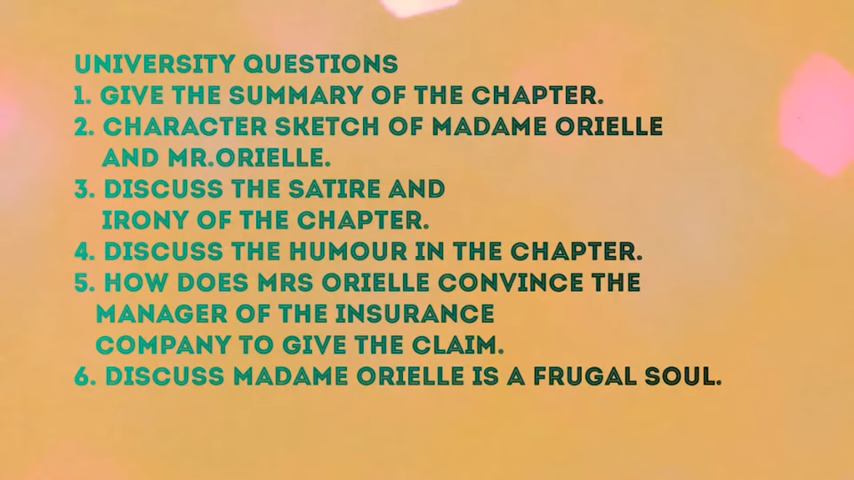 UNIVERSITY QUESTIONS
1. GIVE THE SUMMARY OF THE CHAPTER.
2. CHARACTER SKETCH OF MADAME ORIELLE
AND MR.ORIELLE.
3. DISCUSS THE SATIRE AND
IRONY OF THE CHAPTER.
4. DISCUSS THE HUMOUR IN THE CHAPTER.
5. HOW DOES MRS ORIELLE CONVINCE THE
MANAGER OF THE INSURANCE
COMPANY TO GIVE THE CLAIM.
6. DISCUSS MADAME ORIELLE IS A FRUGAL SOUL.